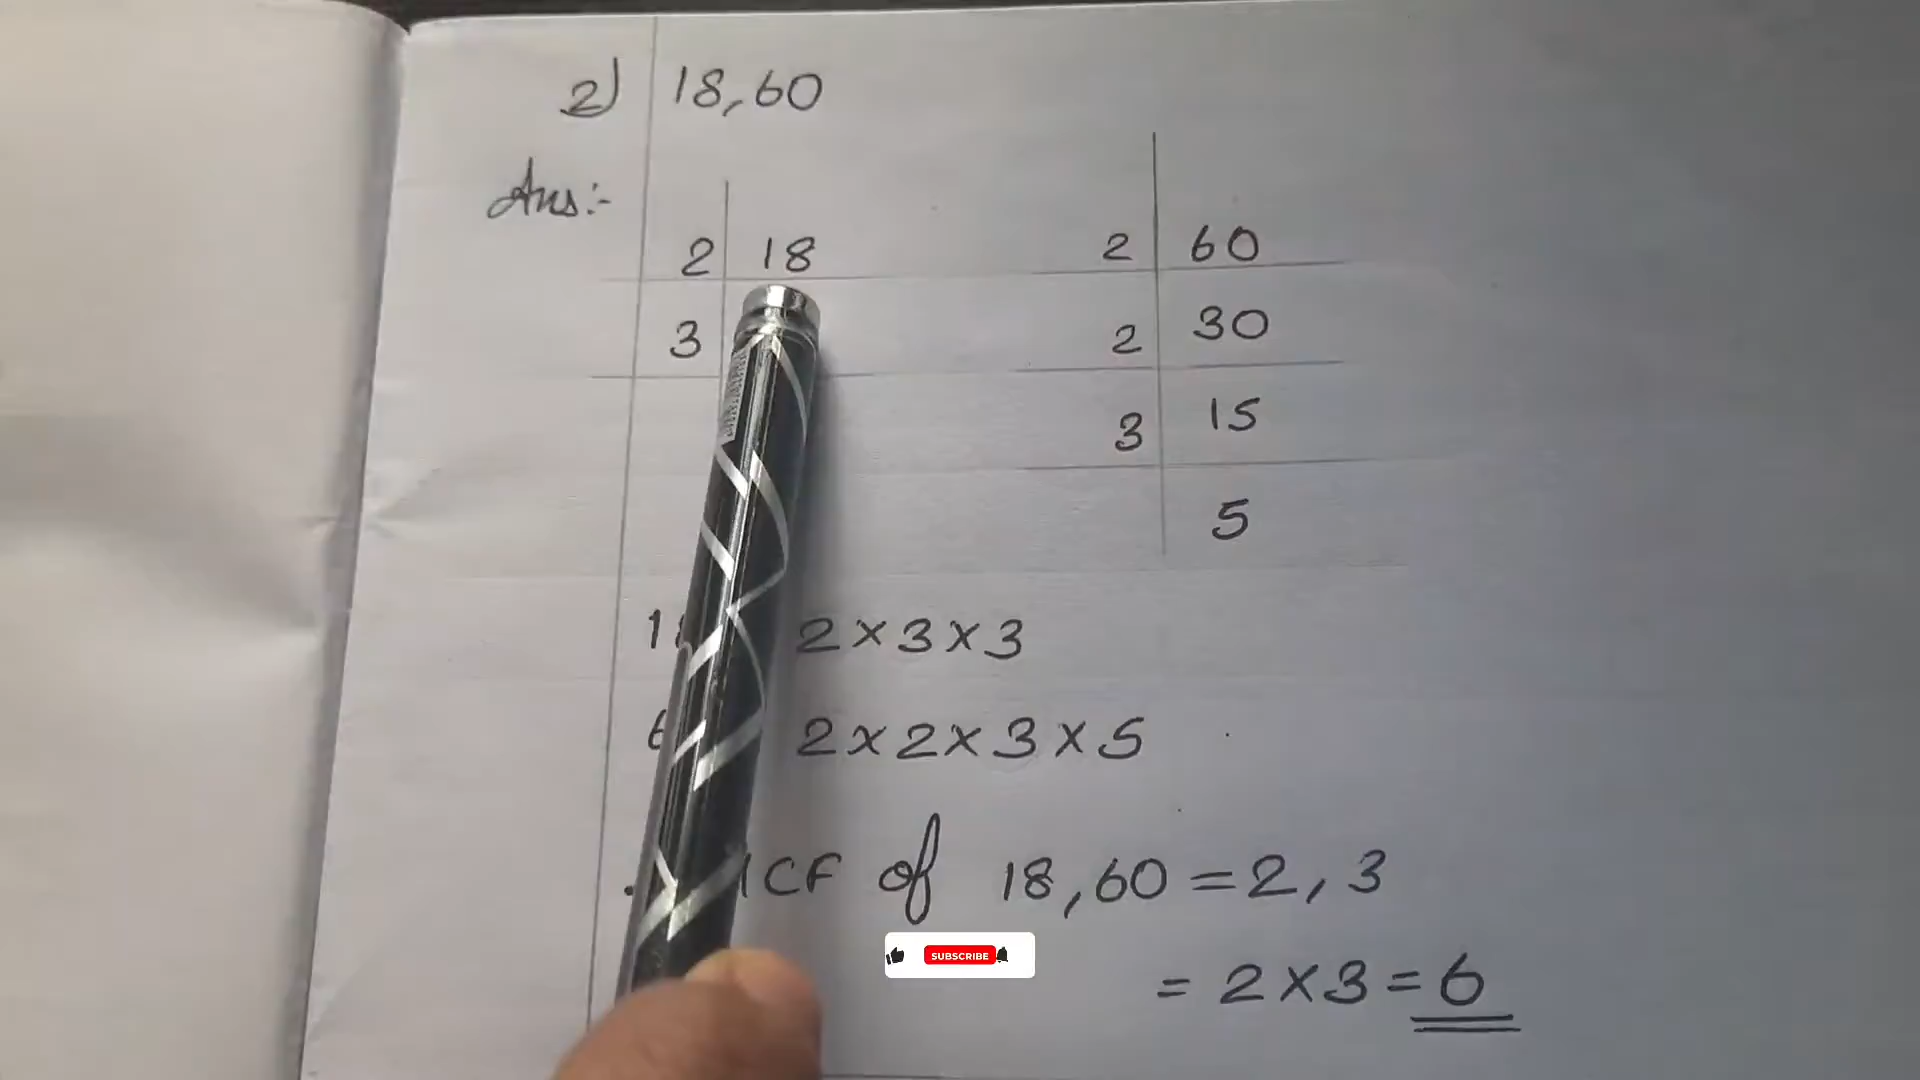 2) 18,60
Ans:-
2 18
3
2 60
2 30
3 15
5
2×3×3
2×2×3×5
CF of 18,60 = 2, 3
= 2×3 = 6
SUBSCRIBE